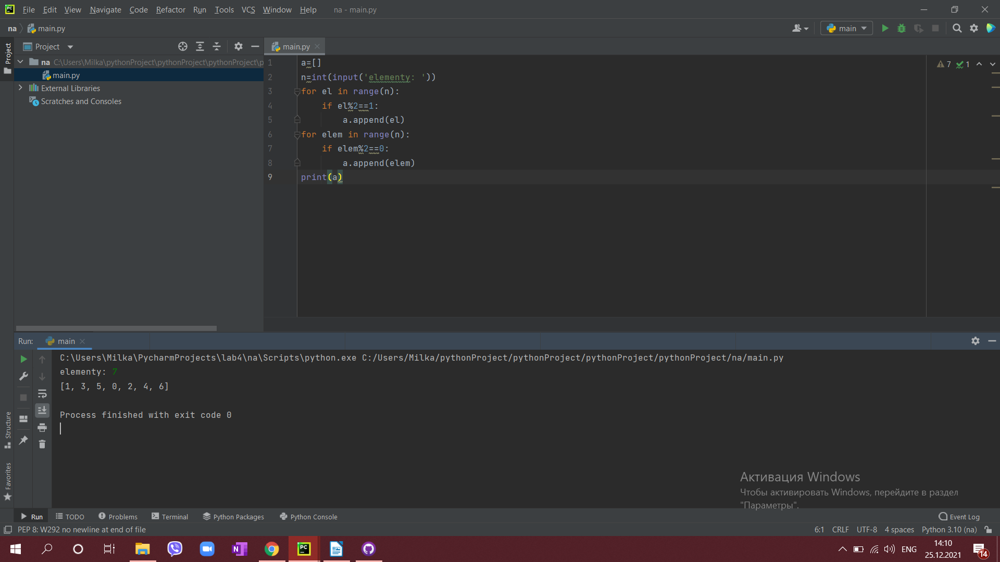 File Edit View Navigate Code Refactor Run Tools VCS Window Help na - main.py
na main.py
main
Project
Project
main.py
na C:\Users\Milka\pythonProject\pythonProject\pythonProject\p
main.py
External Libraries
Scratches and Consoles
7 1
1 a=[]
2 n=int(input('elementy: '))
3 for el in range(n):
4 if el%2==1:
5 a.append(el)
6 for elem in range(n):
7 if elem%2==0:
8 a.append(elem)
9 print(a)
Run: main
C:\Users\Milka\PycharmProjects\lab4\na\Scripts\python.exe C:/Users/Milka/pythonProject/pythonProject/pythonProject/pythonProject/na/main.py
elementy: 7
[1, 3, 5, 0, 2, 4, 6]
Process finished with exit code 0
Structure
Favorites
Активация Windows
Чтобы активировать Windows, перейдите в раздел
"Параметры".
Run TODO Problems Terminal Python Packages Python Console Event Log
PEP 8: W292 no newline at end of file 6:1 CRLF UTF-8 4 spaces Python 3.10 (na)
PC N
ENG
14:10
25.12.2021
14